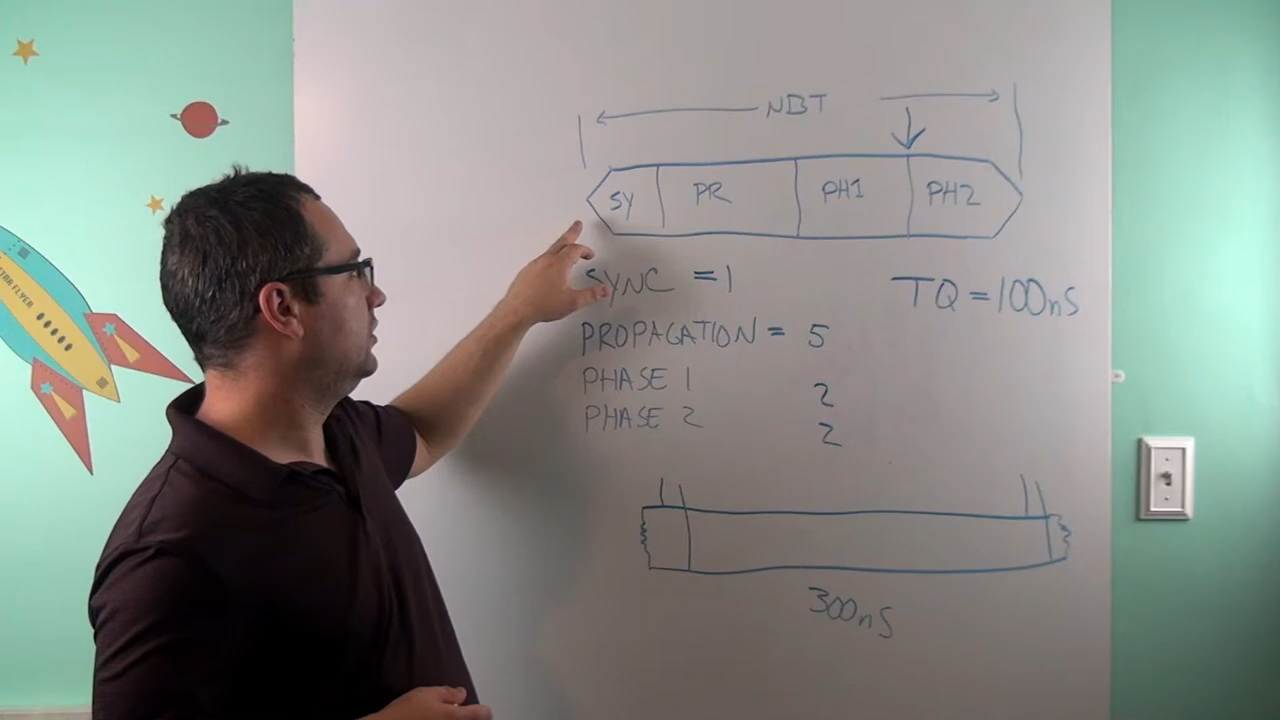 NBT
SY PR PH1 PH2
SYNC = 1
TQ = 100nS
PROPAGATION = 5
PHASE 1 2
PHASE 2 2
300nS